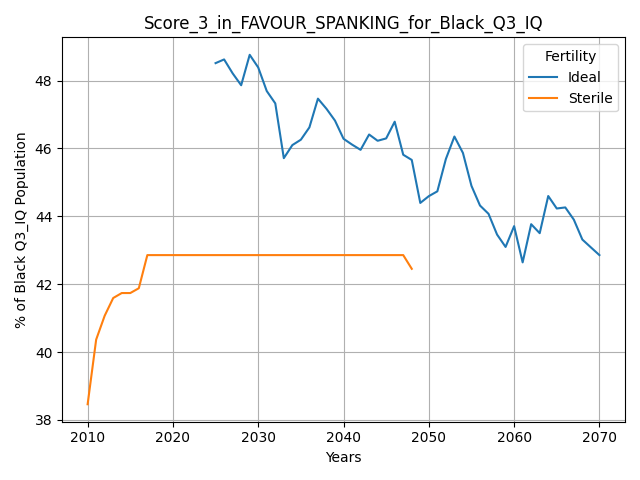 Score_3_in_FAVOUR_SPANKING_for_Black_Q3_IQ
Fertility
Ideal
Sterile
% of Black Q3_IQ Population
48
46
44
42
40
38
2010 2020 2030 2040 2050 2060 2070
Years